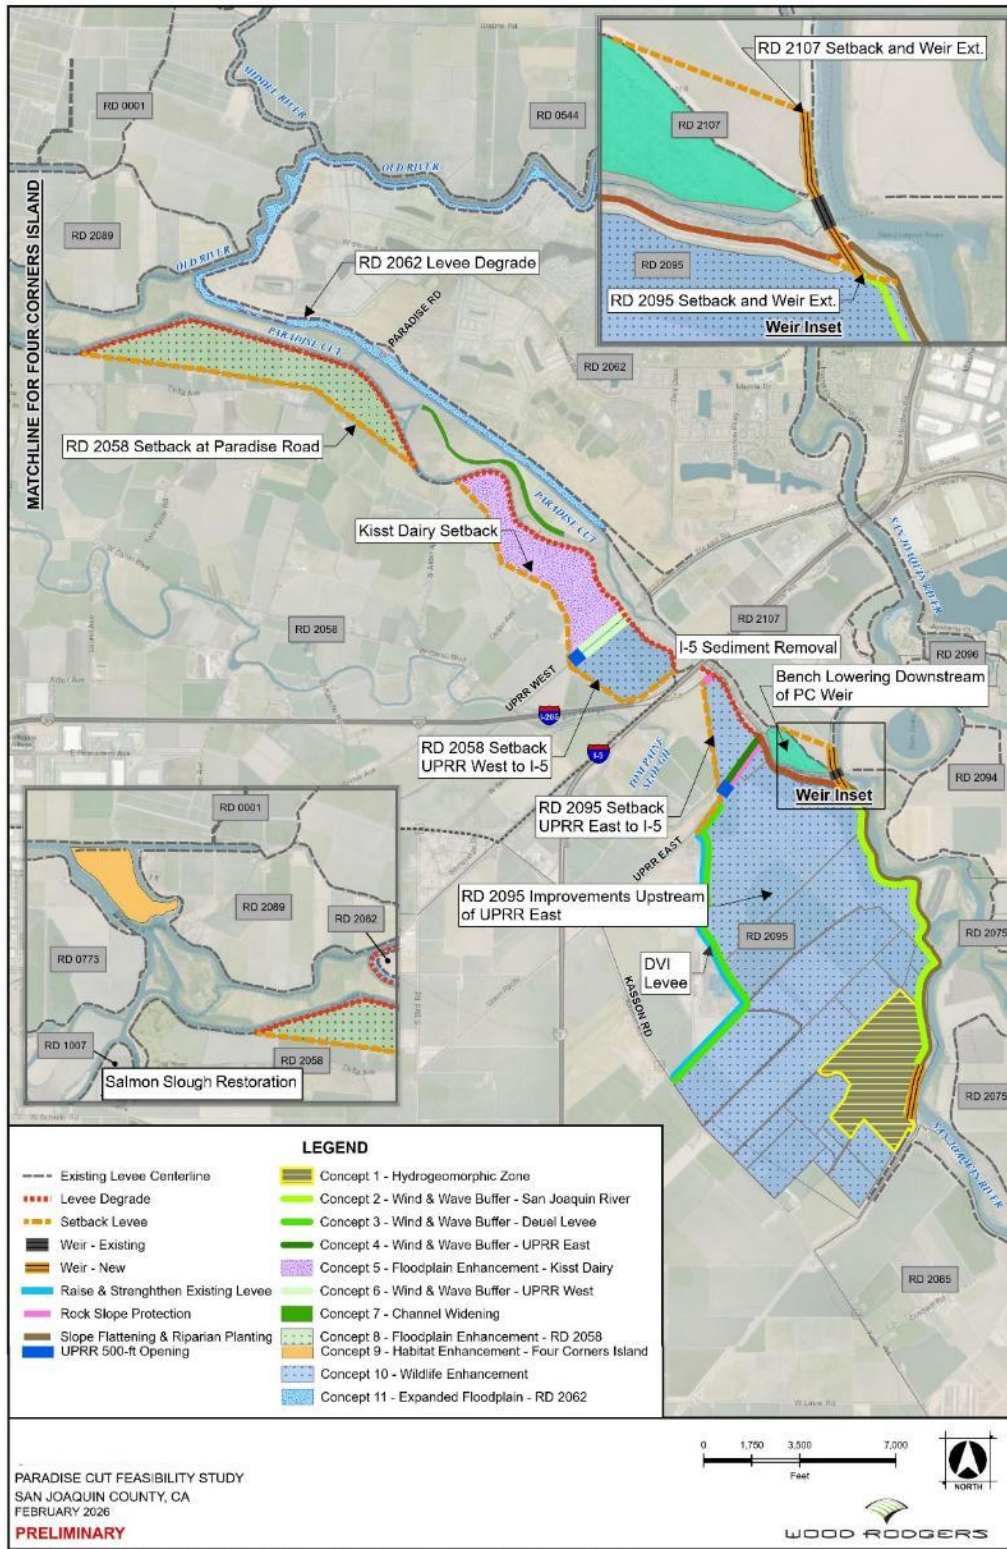 RD 2107 Setback and Weir Ext.
RD 2107
RD 2095
San Joaquin River
RD 2095 Setback and Weir Ext.
Weir Inset
RD 0001
MIDDLE RIVER
RD 0544
OLD RIVER
MATCHLINE FOR FOUR CORNERS ISLAND
RD 2089
OLD RIVER
RD 2062 Levee Degrade
PARADISE RD
PARADISE CUT
RD 2062
RD 2058 Setback at Paradise Road
PARADISE CUT
Kisst Dairy Setback
SAN JOAQUIN RIVER
RD 2058
RD 2107
RD 2096
I-5 Sediment Removal
Bench Lowering Downstream
of PC Weir
UPRR WEST
I-205
I-5
RD 2058 Setback
UPRR West to I-5
TOM PAINE
SLOUGH
RD 2094
Weir Inset
RD 2095 Setback
UPRR East to I-5
UPRR EAST
RD 2095 Improvements Upstream
of UPRR East
RD 2095
RD 2075
DVI
Levee
KASSON RD
RD 2075
SAN JOAQUIN RIVER
RD 2085
RD 0001
RD 2089
RD 2062
RD 0773
RD 1007
RD 2058
Delta Ave
Salmon Slough Restoration
W Linne Rd
LEGEND
Existing Levee Centerline
Levee Degrade
Setback Levee
Weir - Existing
Weir - New
Raise & Strenghten Existing Levee
Rock Slope Protection
Slope Flattening & Riparian Planting
UPRR 500-ft Opening
Concept 1 - Hydrogeomorphic Zone
Concept 2 - Wind & Wave Buffer - San Joaquin River
Concept 3 - Wind & Wave Buffer - Deuel Levee
Concept 4 - Wind & Wave Buffer - UPRR East
Concept 5 - Floodplain Enhancement - Kisst Dairy
Concept 6 - Wind & Wave Buffer - UPRR West
Concept 7 - Channel Widening
Concept 8 - Floodplain Enhancement - RD 2058
Concept 9 - Habitat Enhancement - Four Corners Island
Concept 10 - Wildlife Enhancement
Concept 11 - Expanded Floodplain - RD 2062
PARADISE CUT FEASIBILITY STUDY
SAN JOAQUIN COUNTY, CA
FEBRUARY 2026
PRELIMINARY
0 1,750 3,500 7,000
Feet
NORTH
WOOD RODGERS